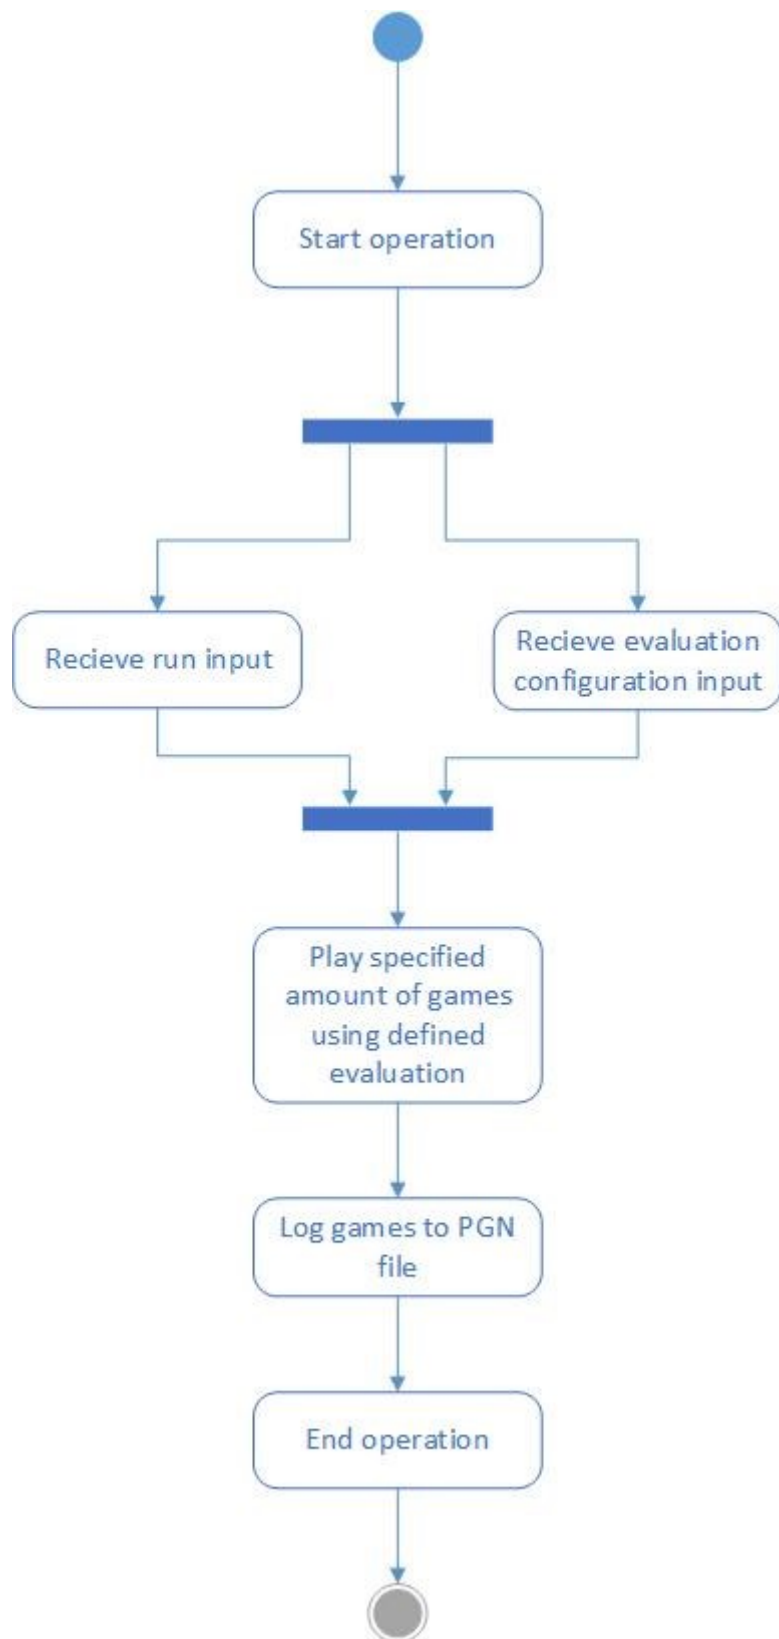 Start operation
Recieve run input
Recieve evaluation
configuration input
Play specified
amount of games
using defined
evaluation
Log games to PGN
file
End operation